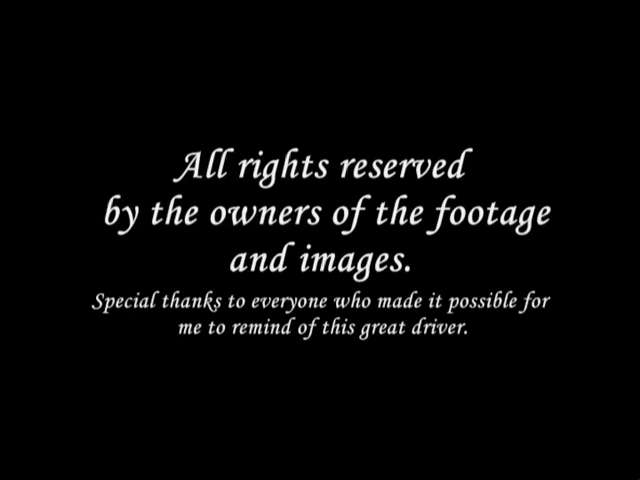 All rights reserved
by the owners of the footage
and images.
Special thanks to everyone who made it possible for
me to remind of this great driver.